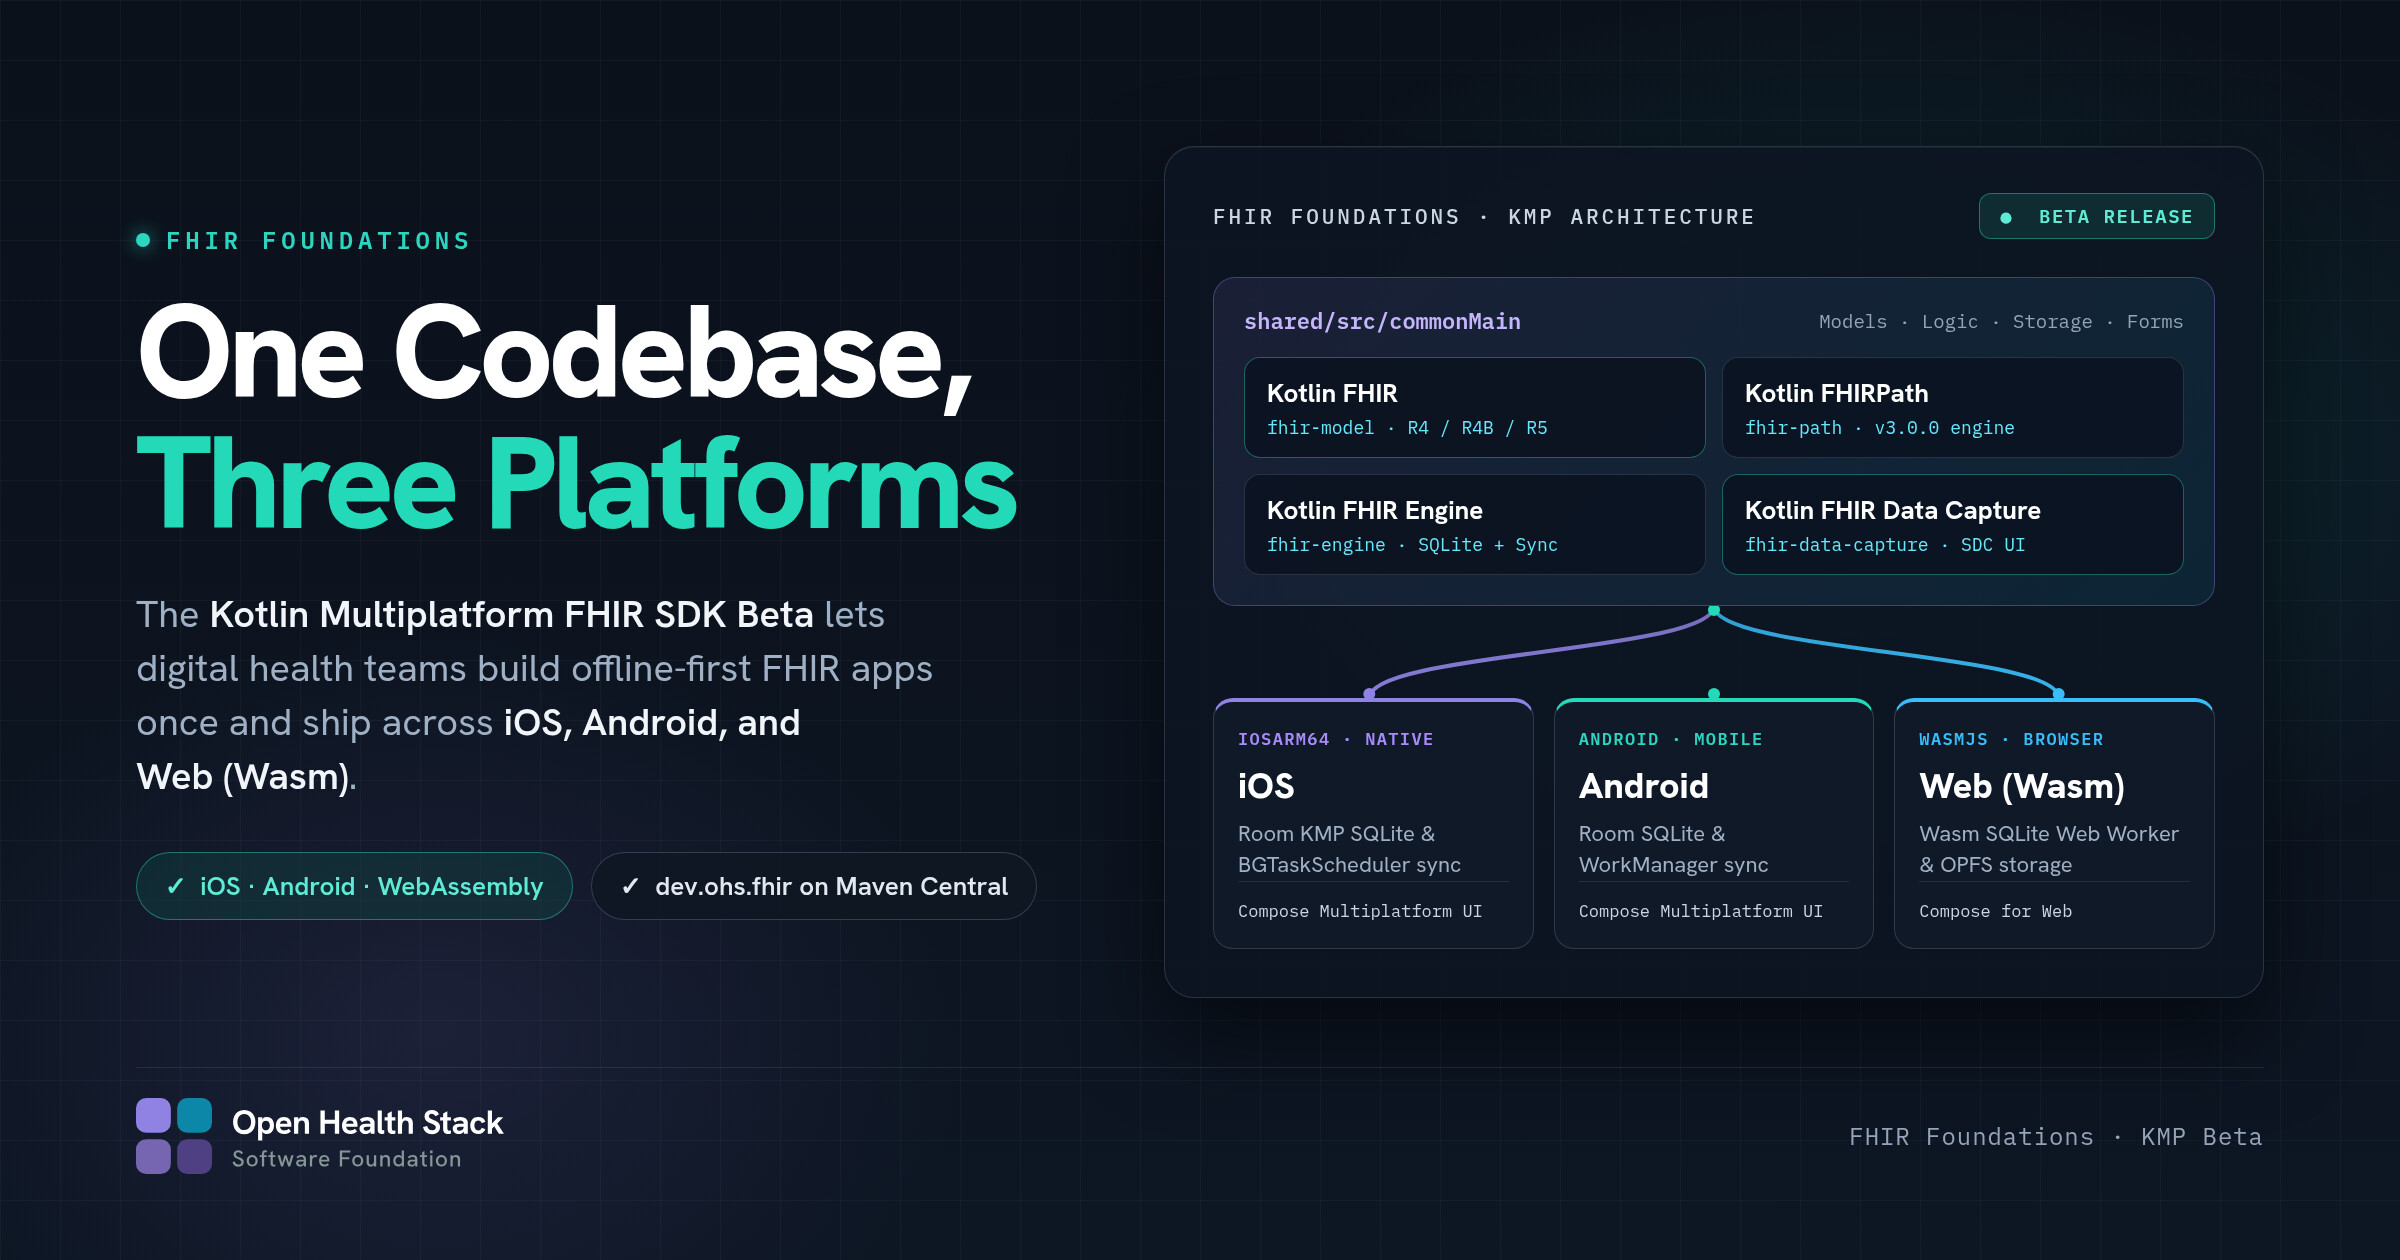 FHIR FOUNDATIONS
One Codebase,
Three Platforms
The Kotlin Multiplatform FHIR SDK Beta lets
digital health teams build offline-first FHIR apps
once and ship across iOS, Android, and
Web (Wasm).
✓ iOS · Android · WebAssembly
✓ dev.ohs.fhir on Maven Central
FHIR FOUNDATIONS · KMP ARCHITECTURE
BETA RELEASE
shared/src/commonMain
Models · Logic · Storage · Forms
Kotlin FHIR
fhir-model · R4 / R4B / R5
Kotlin FHIRPath
fhir-path · v3.0.0 engine
Kotlin FHIR Engine
fhir-engine · SQLite + Sync
Kotlin FHIR Data Capture
fhir-data-capture · SDC UI
IOSARM64 · NATIVE
iOS
Room KMP SQLite &
BGTaskScheduler sync
Compose Multiplatform UI
ANDROID · MOBILE
Android
Room SQLite &
WorkManager sync
Compose Multiplatform UI
WASMJS · BROWSER
Web (Wasm)
Wasm SQLite Web Worker
& OPFS storage
Compose for Web
Open Health Stack
Software Foundation
FHIR Foundations · KMP Beta